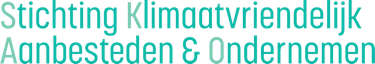 Stichting Klimaatvriendelijk
Aanbesteden & Ondernemen